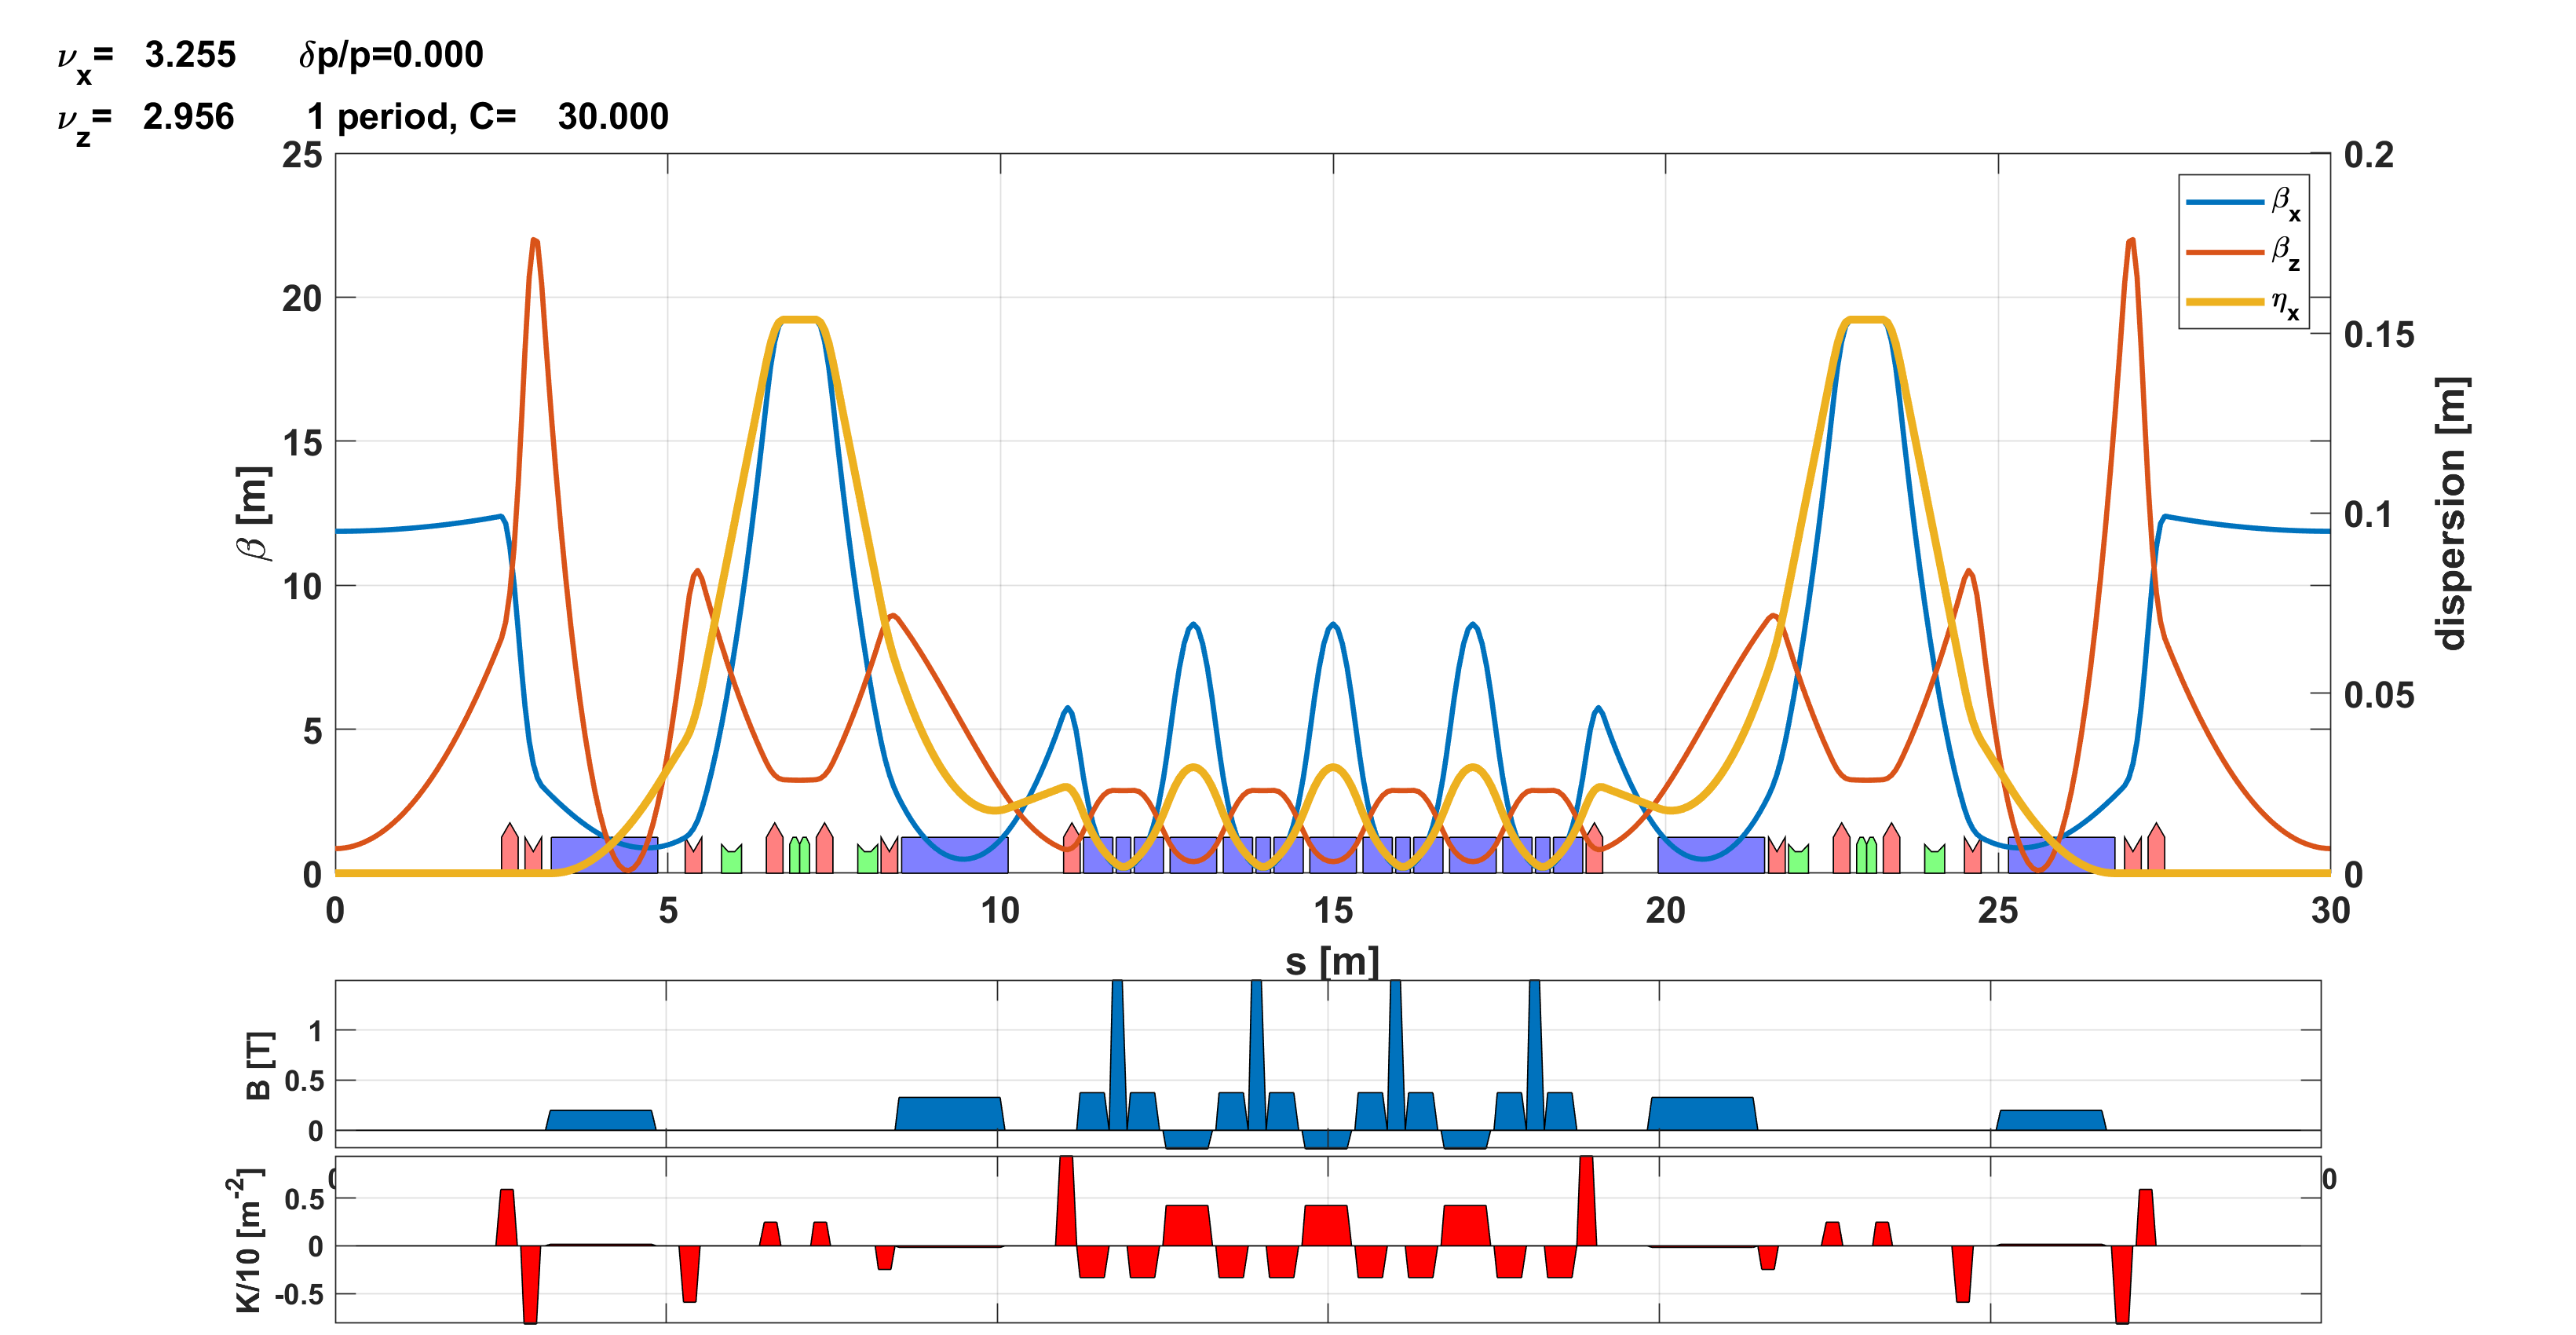 νx= 3.255 δp/p=0.000
νz= 2.956 1 period, C= 30.000
25
20
15
10
5
0
β [m]
0.2
0.15
0.1
0.05
0
dispersion [m]
βx
βz
ηx
0 5 10 15 20 25 30
s [m]
B [T]
1
0.5
0
0 0
K/10 [m-2]
0.5
0
-0.5